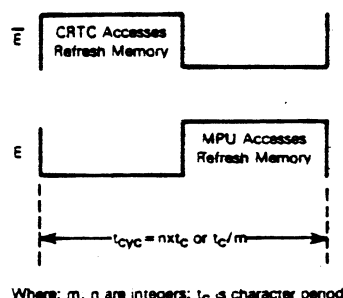 E̅
CRTC Accesses
Refresh Memory
E
MPU Accesses
Refresh Memory
tcyc = nxtc or tc/m
Where: m, n are integers; tc is character period